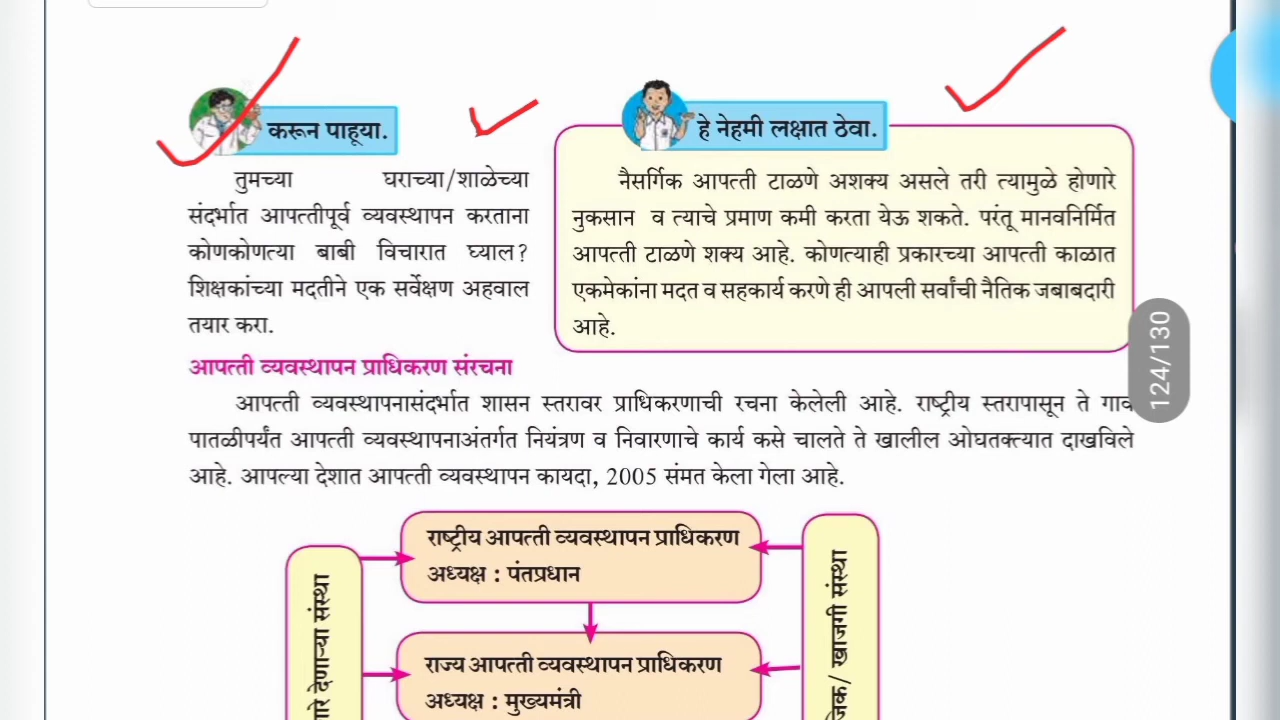 करून पाहूया.
तुमच्या घराच्या/शाळेच्या
संदर्भात आपत्तीपूर्व व्यवस्थापन करताना
कोणकोणत्या बाबी विचारात घ्याल?
शिक्षकांच्या मदतीने एक सर्वेक्षण अहवाल
तयार करा.
हे नेहमी लक्षात ठेवा.
नैसर्गिक आपत्ती टाळणे अशक्य असले तरी त्यामुळे होणारे
नुकसान व त्याचे प्रमाण कमी करता येऊ शकते. परंतू मानवनिर्मित
आपत्ती टाळणे शक्य आहे. कोणत्याही प्रकारच्या आपत्ती काळात
एकमेकांना मदत व सहकार्य करणे ही आपली सर्वांची नैतिक जबाबदारी
आहे.
124/130
आपत्ती व्यवस्थापन प्राधिकरण संरचना
आपत्ती व्यवस्थापनासंदर्भात शासन स्तरावर प्राधिकरणाची रचना केलेली आहे. राष्ट्रीय स्तरापासून ते गाव
पातळीपर्यंत आपत्ती व्यवस्थापनाअंतर्गत नियंत्रण व निवारणाचे कार्य कसे चालते ते खालील ओघतक्त्यात दाखविले
आहे. आपल्या देशात आपत्ती व्यवस्थापन कायदा, 2005 संमत केला गेला आहे.
राष्ट्रीय आपत्ती व्यवस्थापन प्राधिकरण
अध्यक्ष : पंतप्रधान
राज्य आपत्ती व्यवस्थापन प्राधिकरण
अध्यक्ष : मुख्यमंत्री
देणाऱ्या संस्था
खाजगी संस्था